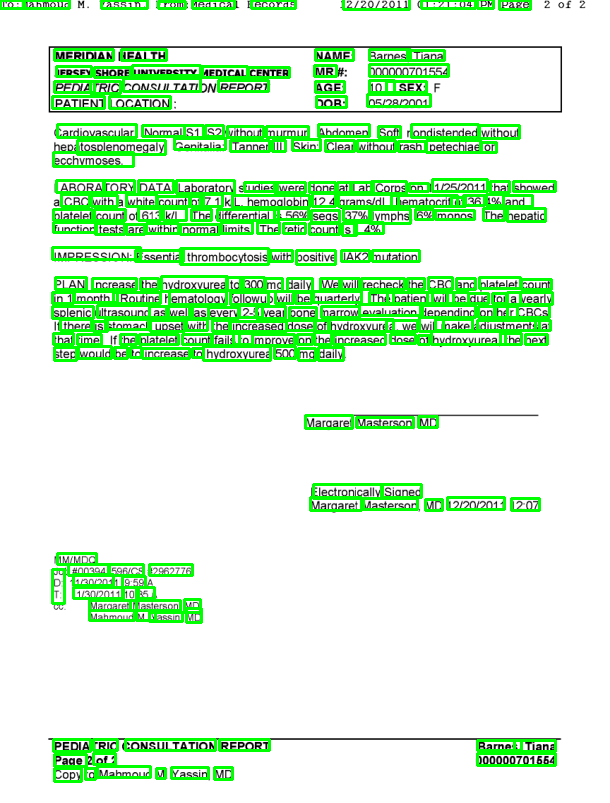 To: Mahmoud M. Yassin From: Medical Records 12/20/2011 01:21:04 PM Page 2 of 2
MERIDIAN HEALTH NAME: Barnes, Tiana
JERSEY SHORE UNIVERSITY MEDICAL CENTER MR#: 000000701554
PEDIATRIC CONSULTATION REPORT AGE: 10 SEX: F
PATIENT LOCATION: DOB: 05/28/2001
Cardiovascular: Normal S1, S2 without murmur. Abdomen: Soft, nondistended without
hepatosplenomegaly. Genitalia: Tanner III. Skin: Clear without rash, petechiae or
ecchymoses.
LABORATORY DATA: Laboratory studies were done at Lab Corps on 11/25/2011 that showed
a CBC with a white count of 7.1 k/L, hemoglobin 12.4 grams/dl, hematocrit of 36.4% and
platelet count of 613 k/L. The differential is 56% segs, 37% lymphs, 6% monos. The hepatic
function tests are within normal limits. The retic count is .4%.
IMPRESSION: Essential thrombocytosis with positive JAK2 mutation.
PLAN: Increase the hydroxyurea to 300 mg daily. We will recheck the CBC and platelet count
in 1 month. Routine hematology followup will be quarterly. The patient will be due for a yearly
splenic ultrasound as well as every 2-3 year bone marrow evaluation depending on her CBCs.
If there is stomach upset with the increased dose of hydroxyurea, we will make adjustments at
that time. If the platelet count fails to improve on the increased dose of hydroxyurea, the next
step would be to increase to hydroxyurea 500 mg daily.
Margaret Masterson, MD
Electronically Signed
Margaret Masterson, MD 12/20/2011 12:07
MM/MDQ
#00394 596/CS 32962776
D: 11/30/2011 9:59 A
T: 11/30/2011 10: A
cc: Margaret Masterson, MD
Mahmoud M. Yassin, MD
PEDIATRIC CONSULTATION REPORT Barnes, Tiana
Page 2 of 2 000000701554
Copy to Mahmoud M. Yassin, MD